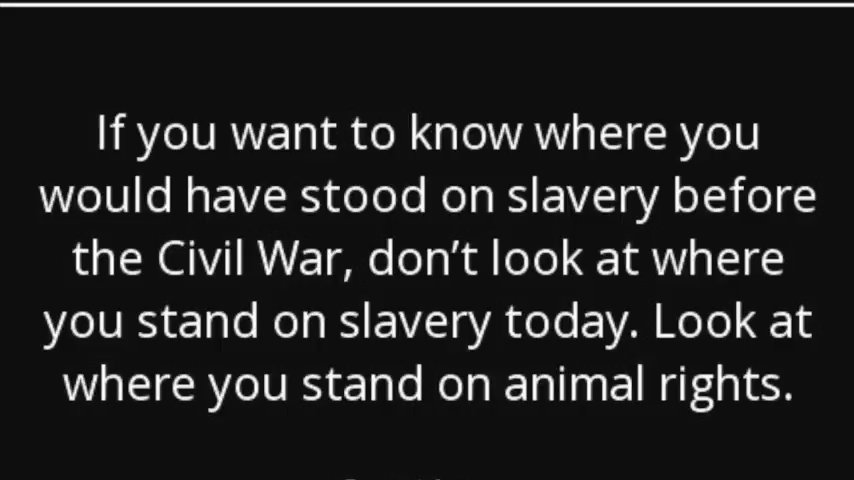 If you want to know where you
would have stood on slavery before
the Civil War, don’t look at where
you stand on slavery today. Look at
where you stand on animal rights.